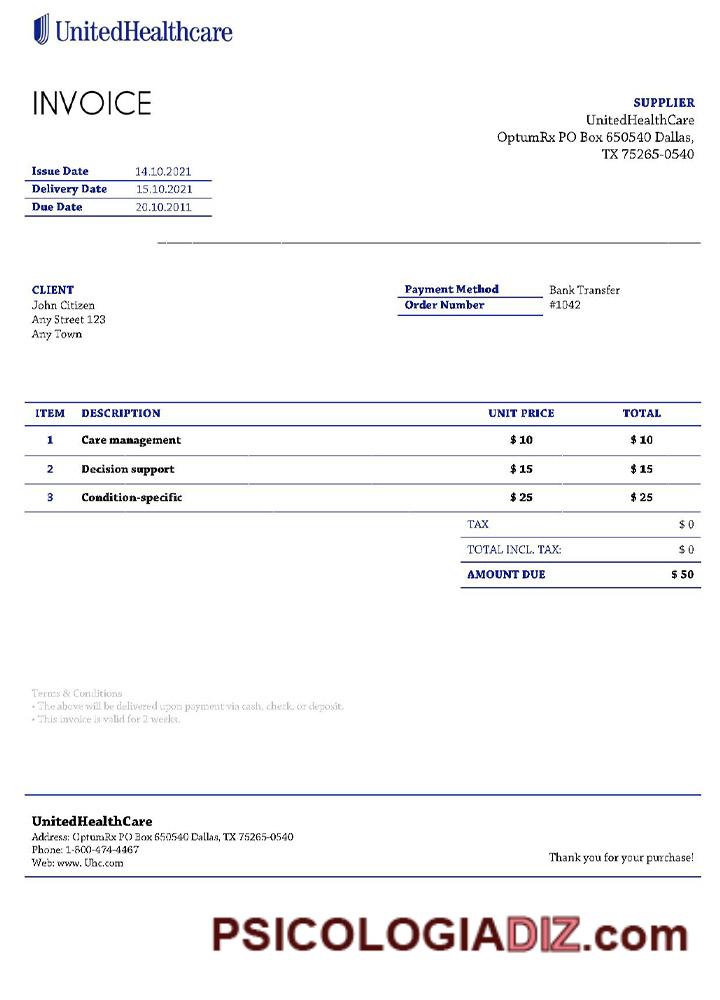 UnitedHealthcare
INVOICE
SUPPLIER
UnitedHealthCare
OptumRx PO Box 650540 Dallas,
TX 75265-0540
Issue Date 14.10.2021
Delivery Date 15.10.2021
Due Date 20.10.2011
CLIENT
John Citizen
Any Street 123
Any Town
Payment Method Bank Transfer
Order Number #1042
ITEM DESCRIPTION UNIT PRICE TOTAL
1 Care management $ 10 $ 10
2 Decision support $ 15 $ 15
3 Condition-specific $ 25 $ 25
TAX $ 0
TOTAL INCL. TAX: $ 0
AMOUNT DUE $ 50
Terms & Conditions
• The above will be delivered upon payment via cash, check, or deposit.
• This invoice is valid for 2 weeks.
UnitedHealthCare
Address: OptumRx PO Box 650540 Dallas, TX 75265-0540
Phone: 1-800-474-4467
Web: www. Uhc.com
Thank you for your purchase!
PSICOLOGIADIZ.com